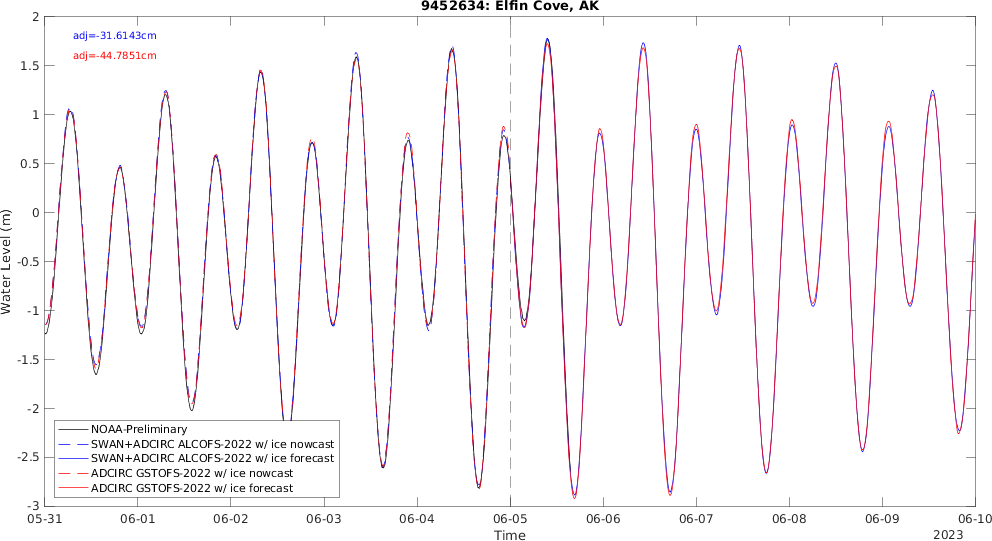 9452634: Elfin Cove, AK
adj=-31.6143cm
adj=-44.7851cm
2
1.5
1
0.5
0
-0.5
-1
-1.5
-2
-2.5
-3
Water Level (m)
NOAA-Preliminary
SWAN+ADCIRC ALCOFS-2022 w/ ice nowcast
SWAN+ADCIRC ALCOFS-2022 w/ ice forecast
ADCIRC GSTOFS-2022 w/ ice nowcast
ADCIRC GSTOFS-2022 w/ ice forecast
05-31 06-01 06-02 06-03 06-04 06-05 06-06 06-07 06-08 06-09 06-10
Time
2023